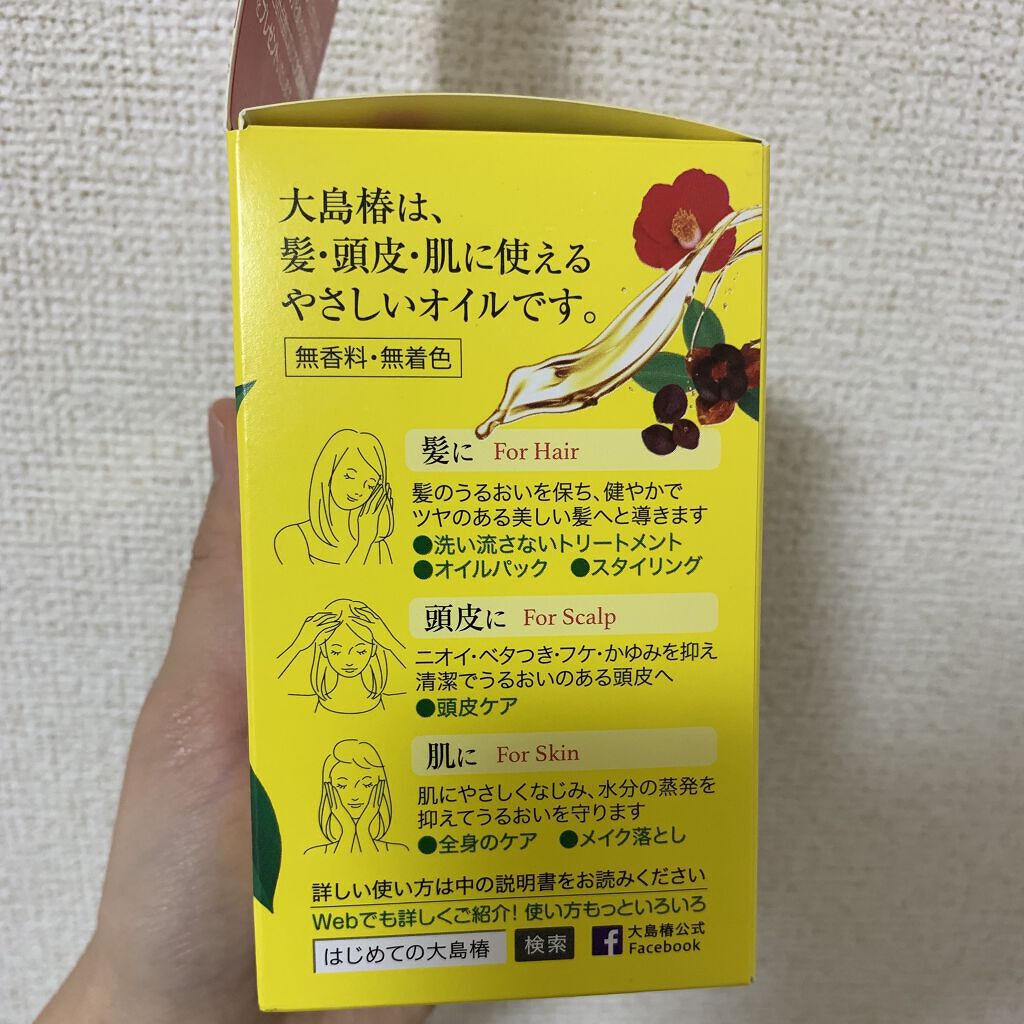 大島椿は、
髪・頭皮・肌に使える
やさしいオイルです。
無香料・無着色
髪に For Hair
髪のうるおいを保ち、健やかで
ツヤのある美しい髪へと導きます
●洗い流さないトリートメント
●オイルパック ●スタイリング
頭皮に For Scalp
ニオイ・ベタつき・フケ・かゆみを抑え
清潔でうるおいのある頭皮へ
●頭皮ケア
肌に For Skin
肌にやさしくなじみ、水分の蒸発を
抑えてうるおいを守ります
●全身のケア ●メイク落とし
詳しい使い方は中の説明書をお読みください
Webでも詳しくご紹介! 使い方もっといろいろ
はじめての大島椿 検索 f 大島椿公式
Facebook